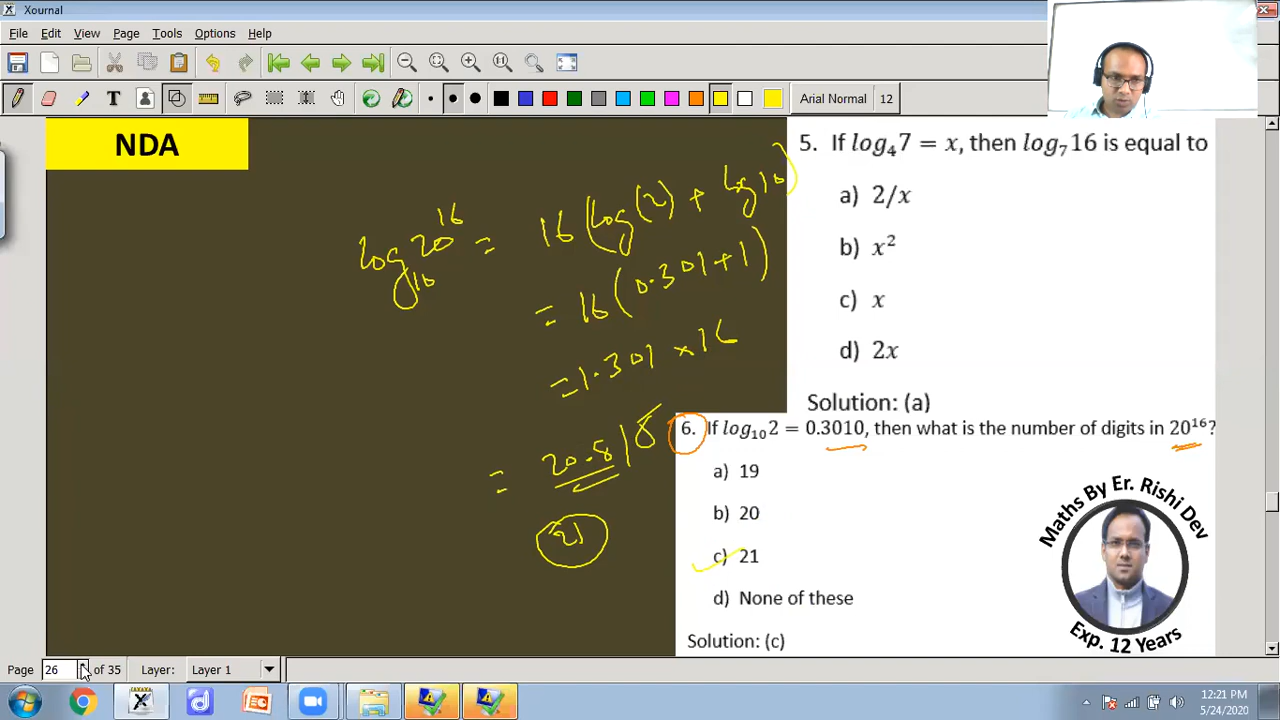 Xournal
File Edit View Page Tools Options Help
Arial Normal 12
NDA
log₁₀ 20¹⁶ = 16 (log(2) + log 10)
= 16 (0.301 + 1)
= 1.301 × 16
= 20.816
21
5. If log₄7 = x, then log₇16 is equal to
a) 2/x
b) x²
c) x
d) 2x
Solution: (a)
6. If log₁₀2 = 0.3010, then what is the number of digits in 20¹⁶?
a) 19
b) 20
c) 21
d) None of these
Solution: (c)
Maths By Er. Rishi Dev
Exp. 12 Years
Page 26 of 35 Layer: Layer 1
12:21 PM
5/24/2020